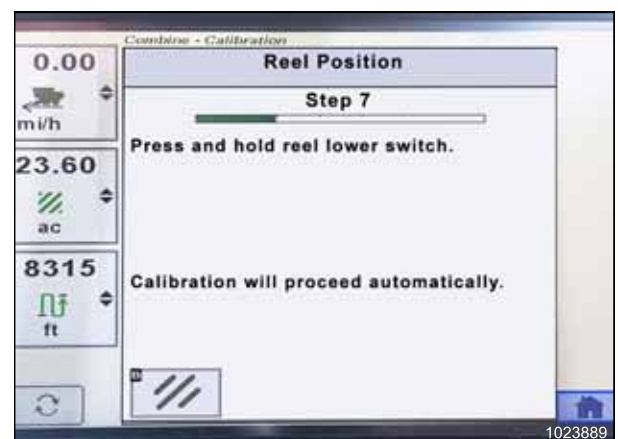 Combine - Calibration
0.00
mi/h
23.60
ac
8315
ft
Reel Position
Step 7
Press and hold reel lower switch.
Calibration will proceed automatically.
1023889